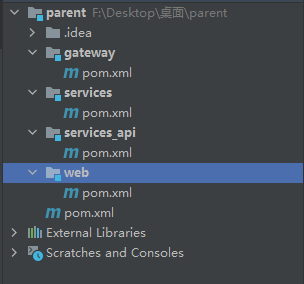 parent F:\Desktop\桌面\parent
.idea
gateway
pom.xml
services
pom.xml
services_api
pom.xml
web
pom.xml
pom.xml
External Libraries
Scratches and Consoles